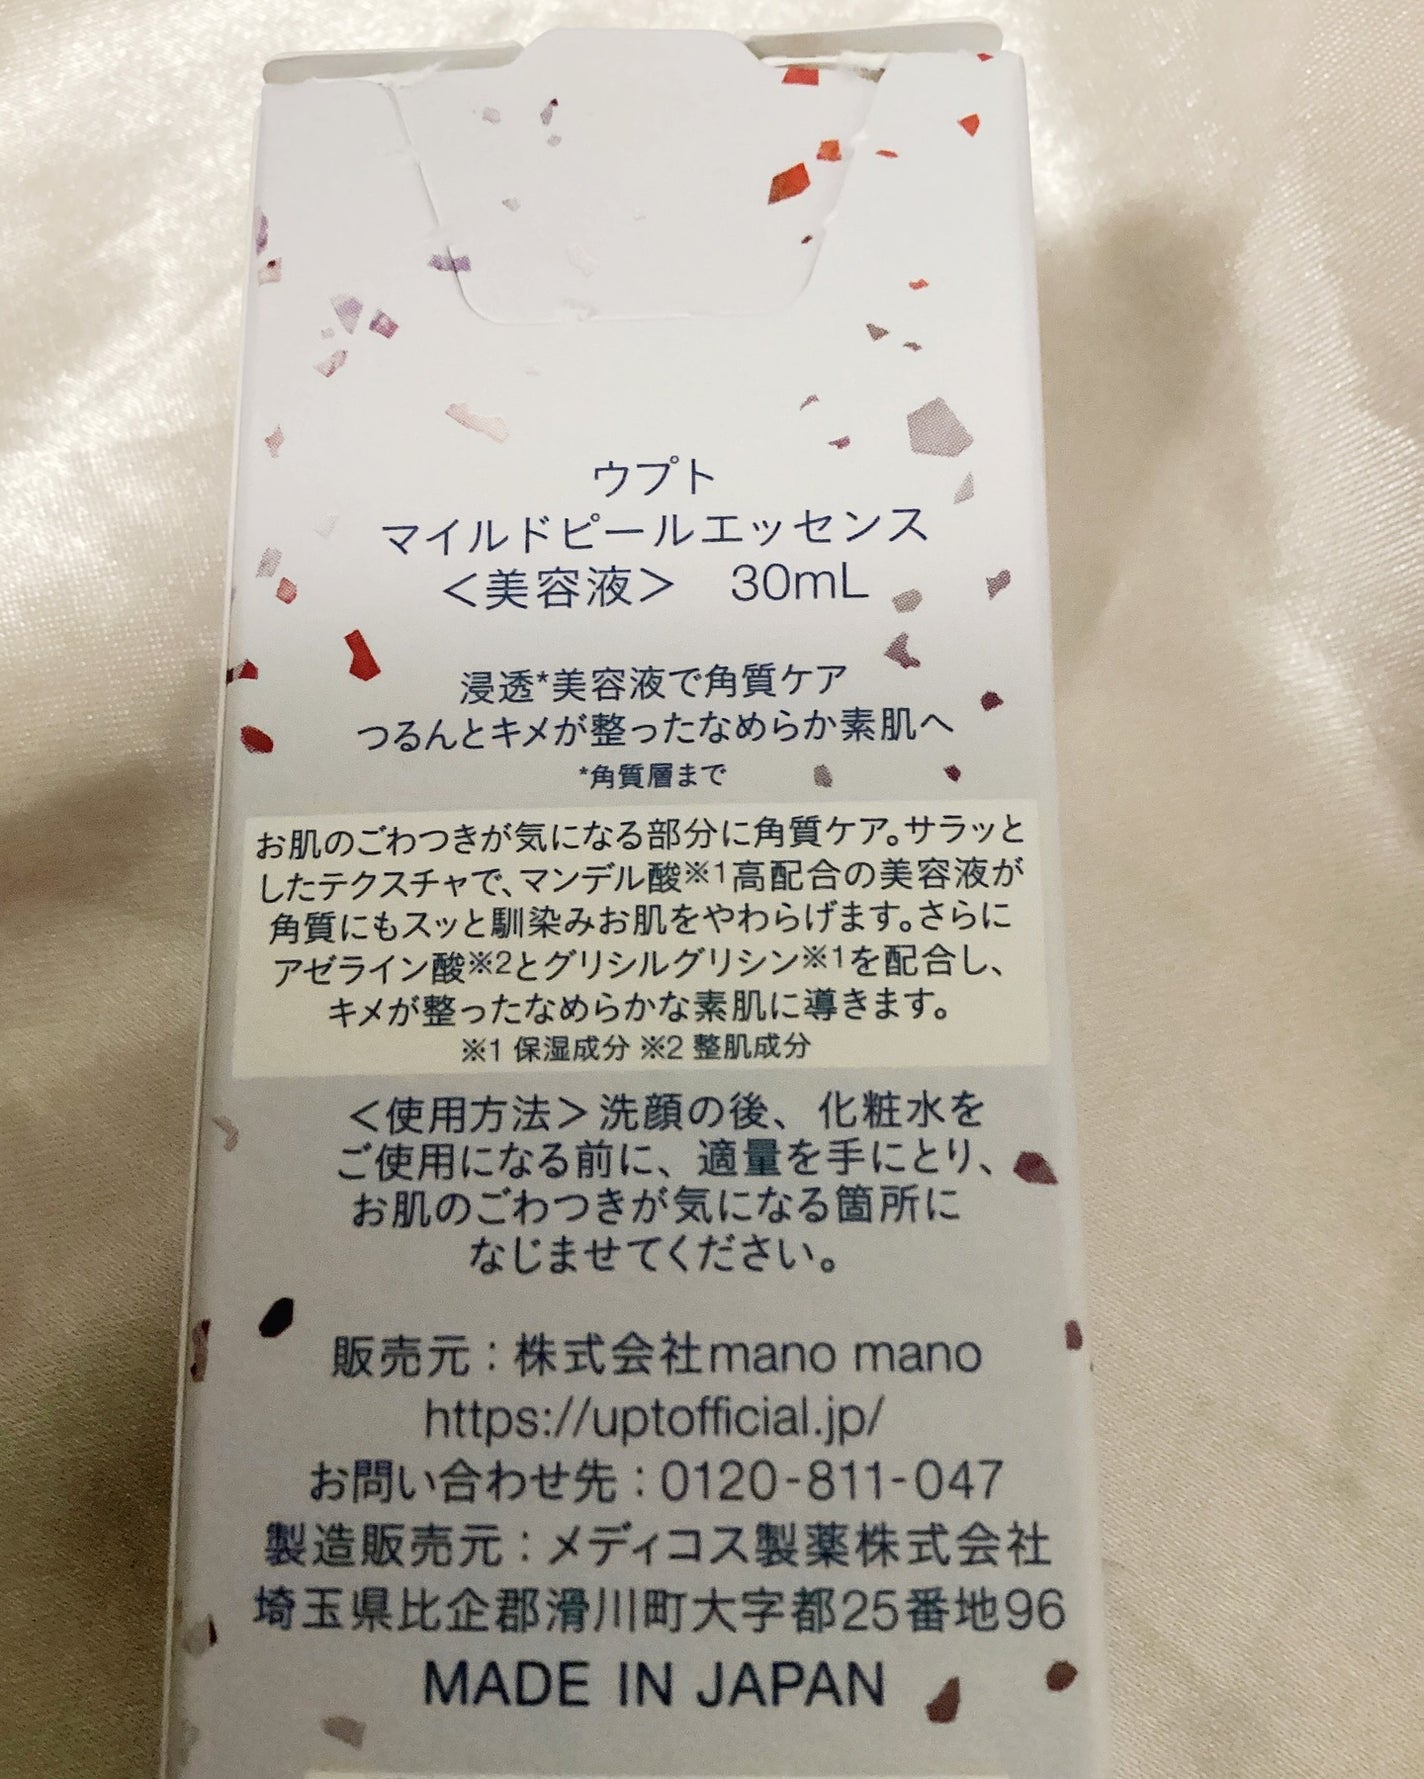 ウプト
マイルドピールエッセンス
＜美容液＞　30mL
浸透*美容液で角質ケア
つるんとキメが整ったなめらか素肌へ
*角質層まで
お肌のごわつきが気になる部分に角質ケア。サラッと
したテクスチャで、マンデル酸※1高配合の美容液が
角質にもスッと馴染みお肌をやわらげます。さらに
アゼライン酸※2とグリシルグリシン※1を配合し、
キメが整ったなめらかな素肌に導きます。
※1 保湿成分 ※2 整肌成分
＜使用方法＞洗顔の後、化粧水を
ご使用になる前に、適量を手にとり、
お肌のごわつきが気になる箇所に
なじませてください。
販売元：株式会社mano mano
https://uptofficial.jp/
お問い合わせ先：0120-811-047
製造販売元：メディコス製薬株式会社
埼玉県比企郡滑川町大字都25番地96
MADE IN JAPAN